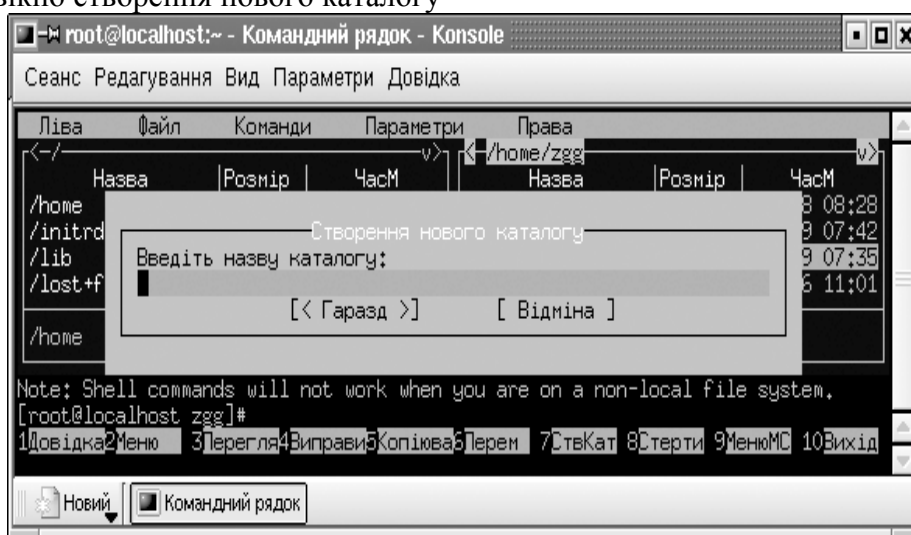 вікно створення нового каталогу
root@localhost:~ - Командний рядок - Konsole
Сеанс Редагування Вид Параметри Довідка
Ліва Файл Команди Параметри Права
<-/ v> <-/home/zgg v>
Назва Розмір ЧасМ Назва Розмір ЧасМ
/home 8 08:28
/initrd Створення нового каталогу 9 07:42
/lib Введіть назву каталогу: 9 07:35
/lost+f 6 11:01
[< Гаразд >] [ Відміна ]
/home
Note: Shell commands will not work when you are on a non-local file system.
[root@localhost zgg]#
1Довідка 2Меню 3Перегля 4Виправи 5Копіюва 6Перем 7СтвКат 8Стерти 9МенюМС 10Вихід
Новий Командний рядок